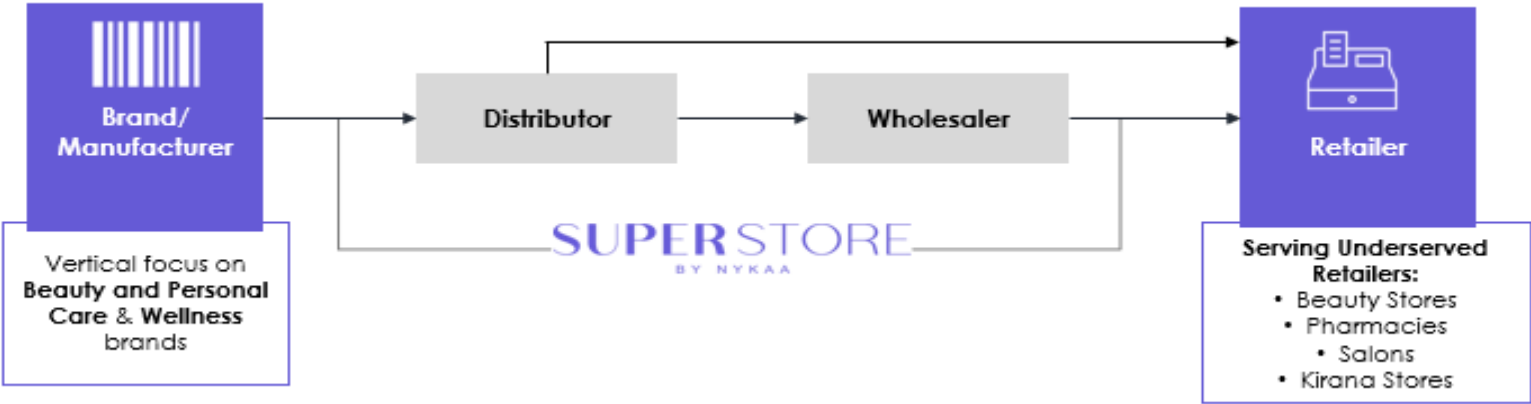 Brand/
Manufacturer
Distributor
Wholesaler
Retailer
SUPERSTORE
BY NYKAA
Vertical focus on
Beauty and Personal
Care & Wellness
brands
Serving Underserved
Retailers:
• Beauty Stores
• Pharmacies
• Salons
• Kirana Stores